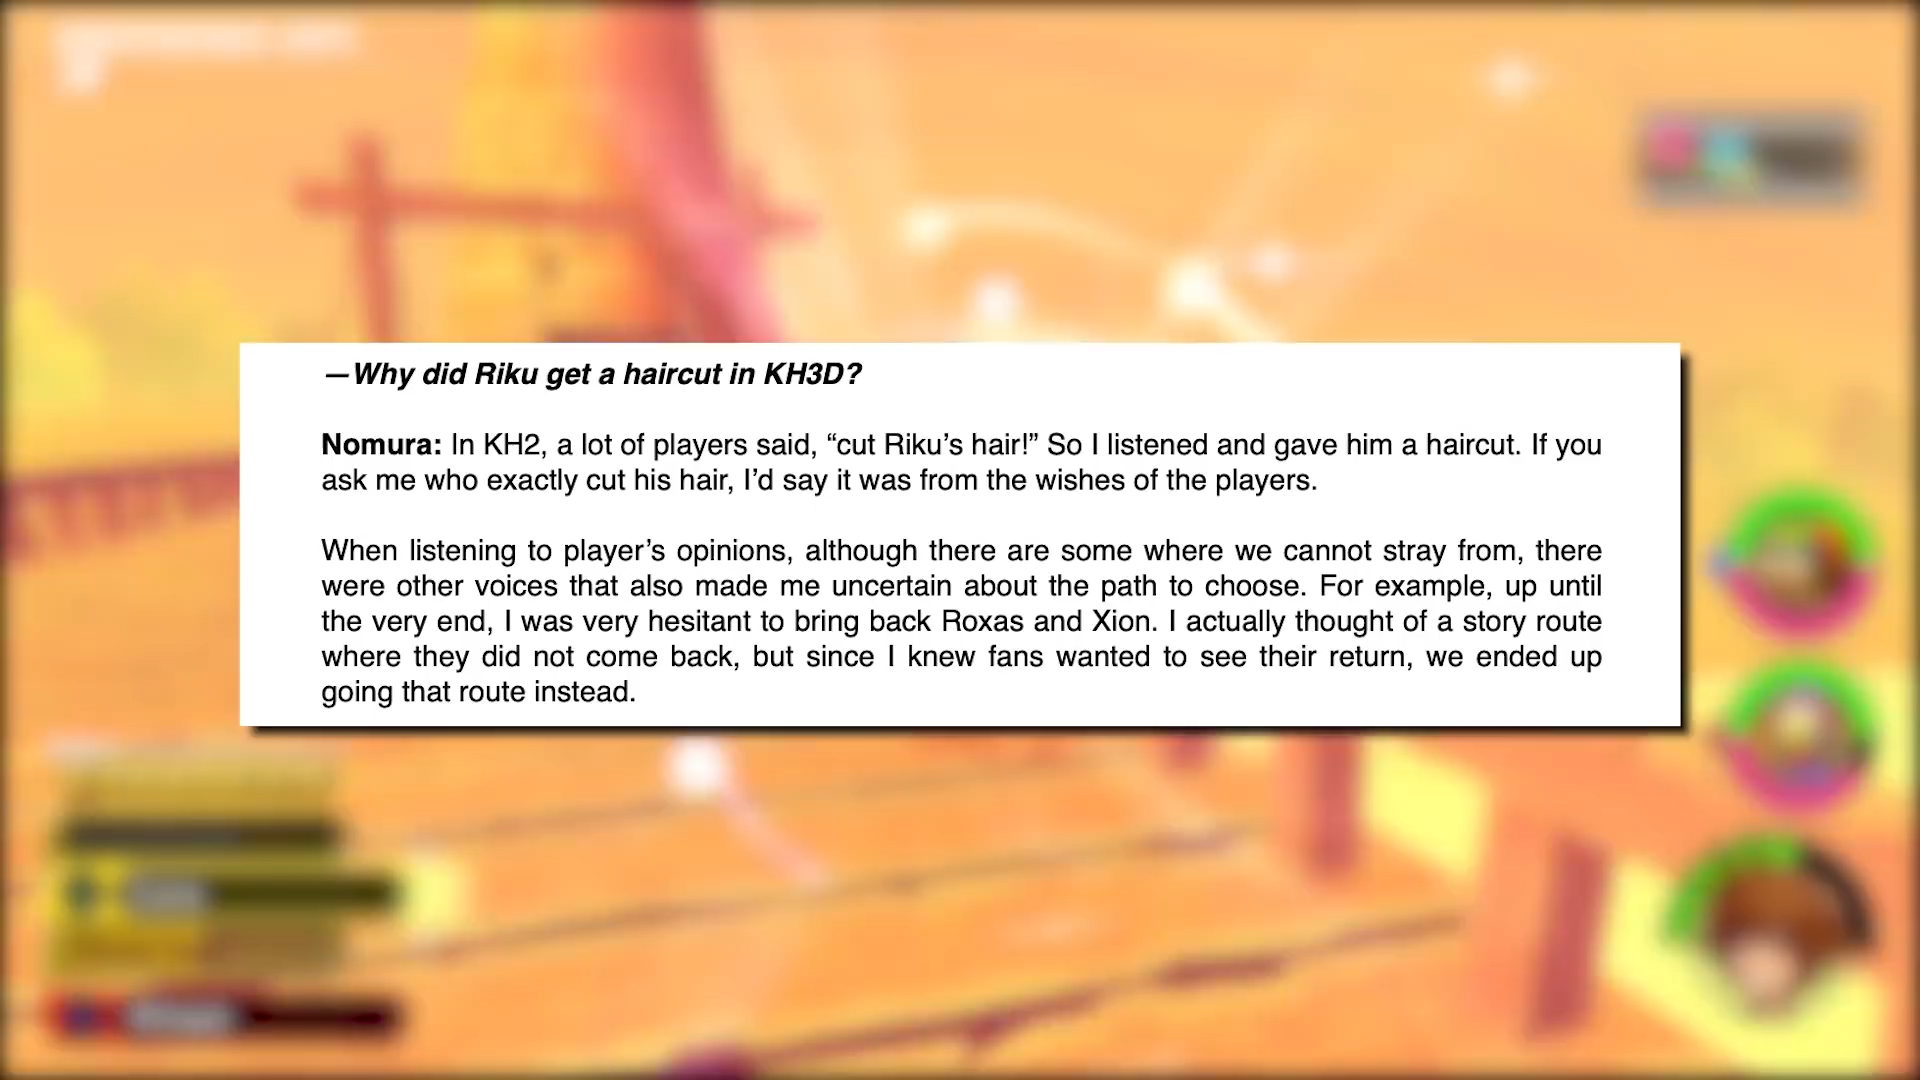 —Why did Riku get a haircut in KH3D?
Nomura: In KH2, a lot of players said, “cut Riku’s hair!” So I listened and gave him a haircut. If you
ask me who exactly cut his hair, I’d say it was from the wishes of the players.
When listening to player’s opinions, although there are some where we cannot stray from, there
were other voices that also made me uncertain about the path to choose. For example, up until
the very end, I was very hesitant to bring back Roxas and Xion. I actually thought of a story route
where they did not come back, but since I knew fans wanted to see their return, we ended up
going that route instead.